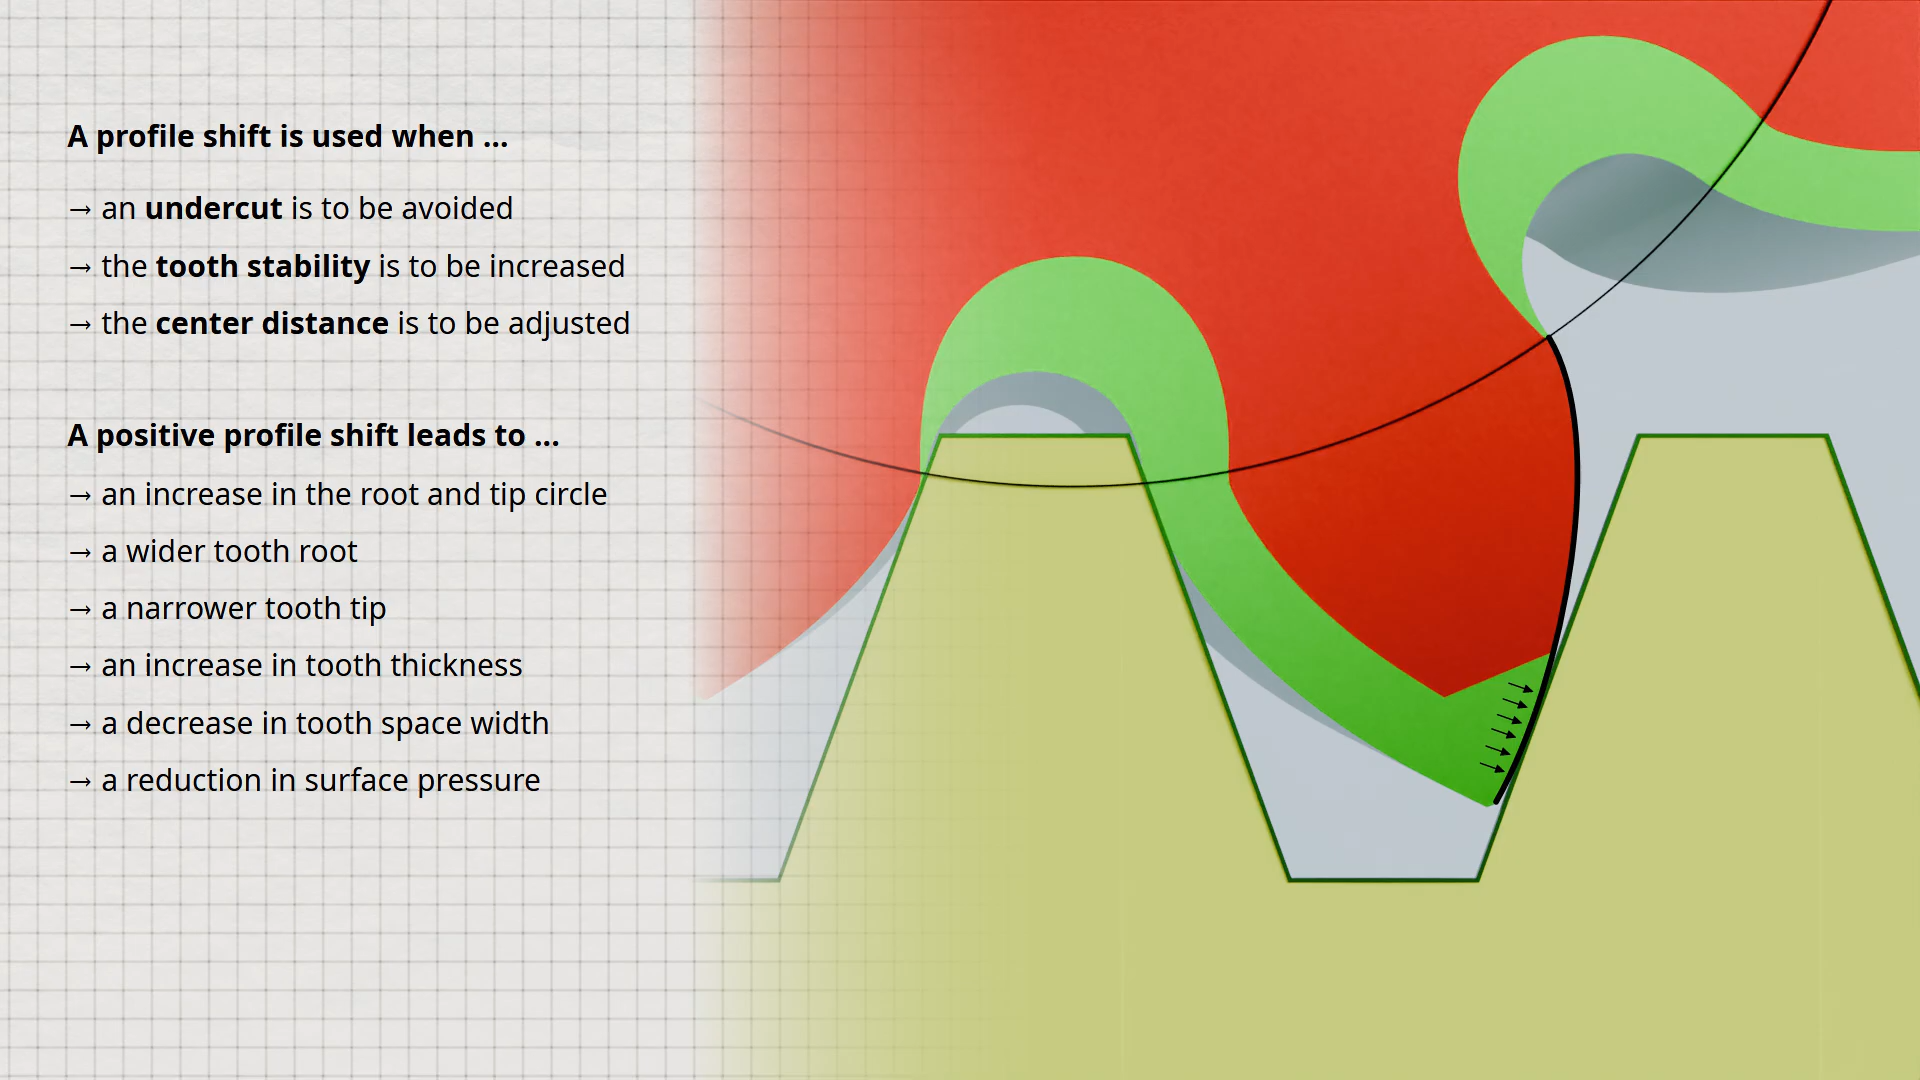 A profile shift is used when ...
→ an undercut is to be avoided
→ the tooth stability is to be increased
→ the center distance is to be adjusted
A positive profile shift leads to ...
→ an increase in the root and tip circle
→ a wider tooth root
→ a narrower tooth tip
→ an increase in tooth thickness
→ a decrease in tooth space width
→ a reduction in surface pressure